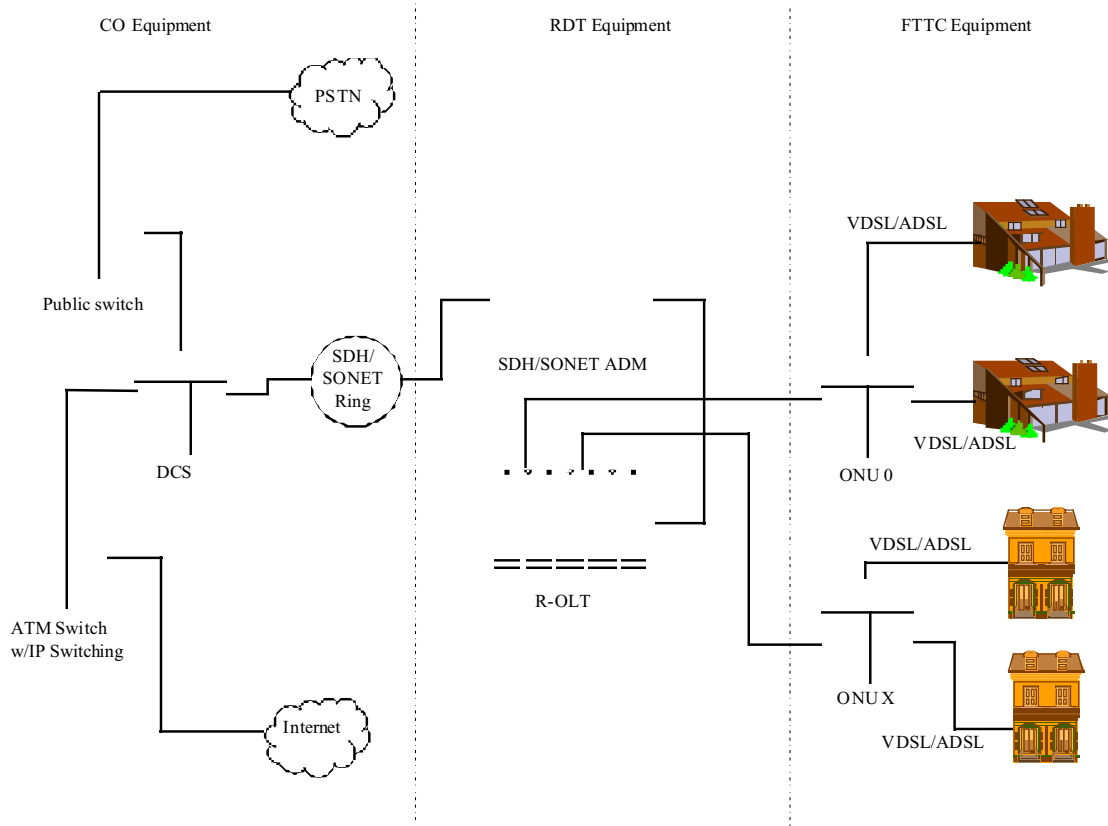 CO Equipment
RDT Equipment
FTTC Equipment
PSTN
VDSL/ADSL
Public switch
SDH/
SONET
Ring
SDH/SONET ADM
VDSL/ADSL
DCS
ONU 0
VDSL/ADSL
R-OLT
ATM Switch
w/IP Switching
ONU X
Internet
VDSL/ADSL